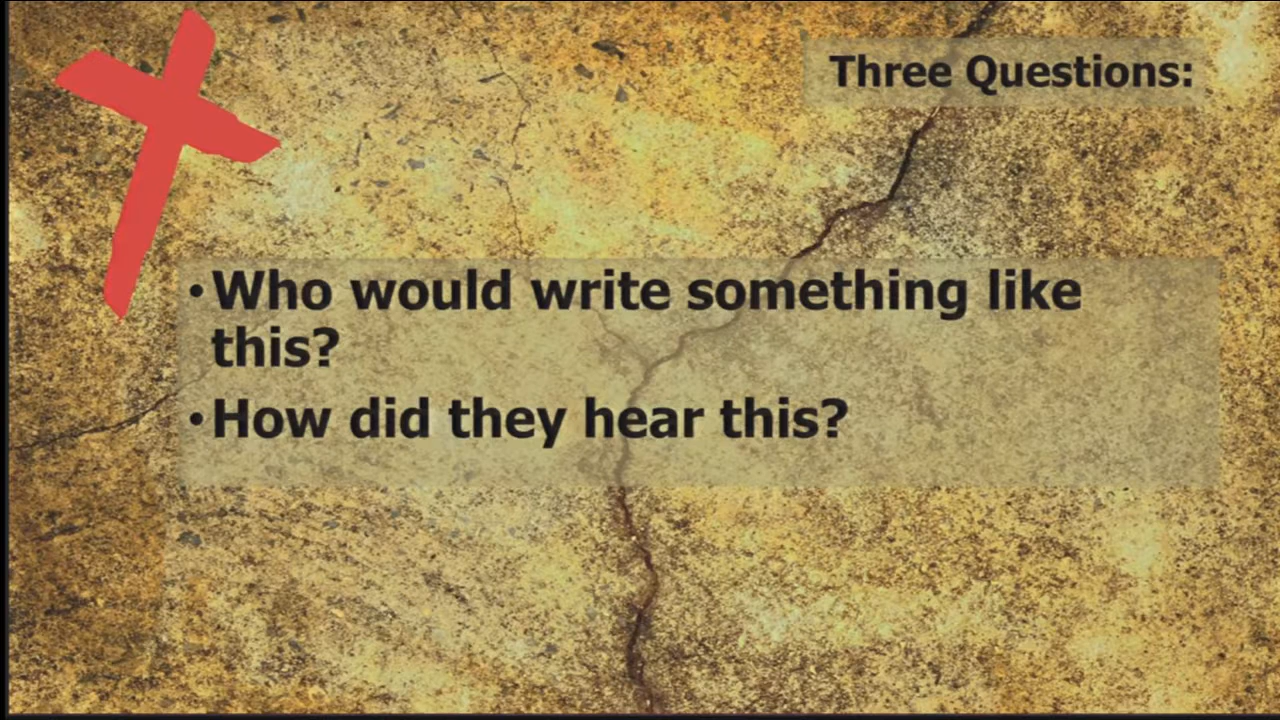 Three Questions:
•Who would write something like
this?
•How did they hear this?